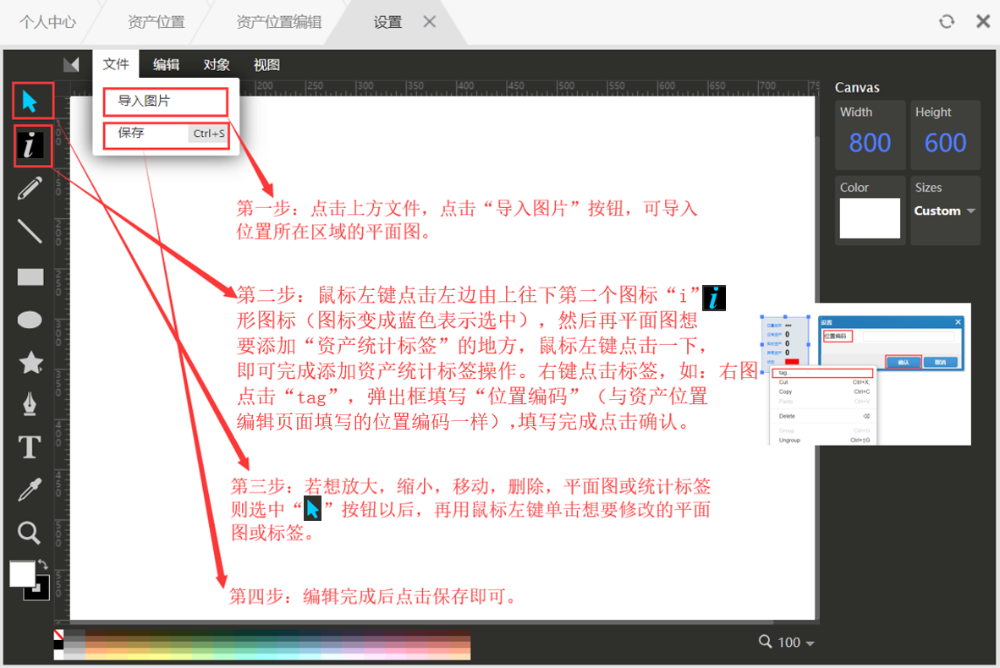 个人中心
资产位置
资产位置编辑
设置
文件
编辑
对象
视图
导入图片
保存 Ctrl+S
200 250 300 350 400 450 500 550 600 650 700
Canvas
Width
Height
800
600
Color
Sizes
Custom
第一步：点击上方文件，点击“导入图片”按钮，可导入
位置所在区域的平面图。
第二步：鼠标左键点击左边由上往下第二个图标“i” i
形图标（图标变成蓝色表示选中），然后再平面图想
要添加“资产统计标签”的地方，鼠标左键点击一下，
即可完成添加资产统计标签操作。右键点击标签，如：右图
点击“tag”，弹出框填写“位置编码”（与资产位置
编辑页面填写的位置编码一样）,填写完成点击确认。
设置
位置编码
确认
取消
tag...
Cut Ctrl+X
Copy Ctrl+C
Paste Ctrl+V
Delete
Group Ctrl+G
Ungroup Ctrl+⇧G
第三步：若想放大，缩小，移动，删除，平面图或统计标签
则选中“ ”按钮以后，再用鼠标左键单击想要修改的平面
图或标签。
第四步：编辑完成后点击保存即可。
T
100